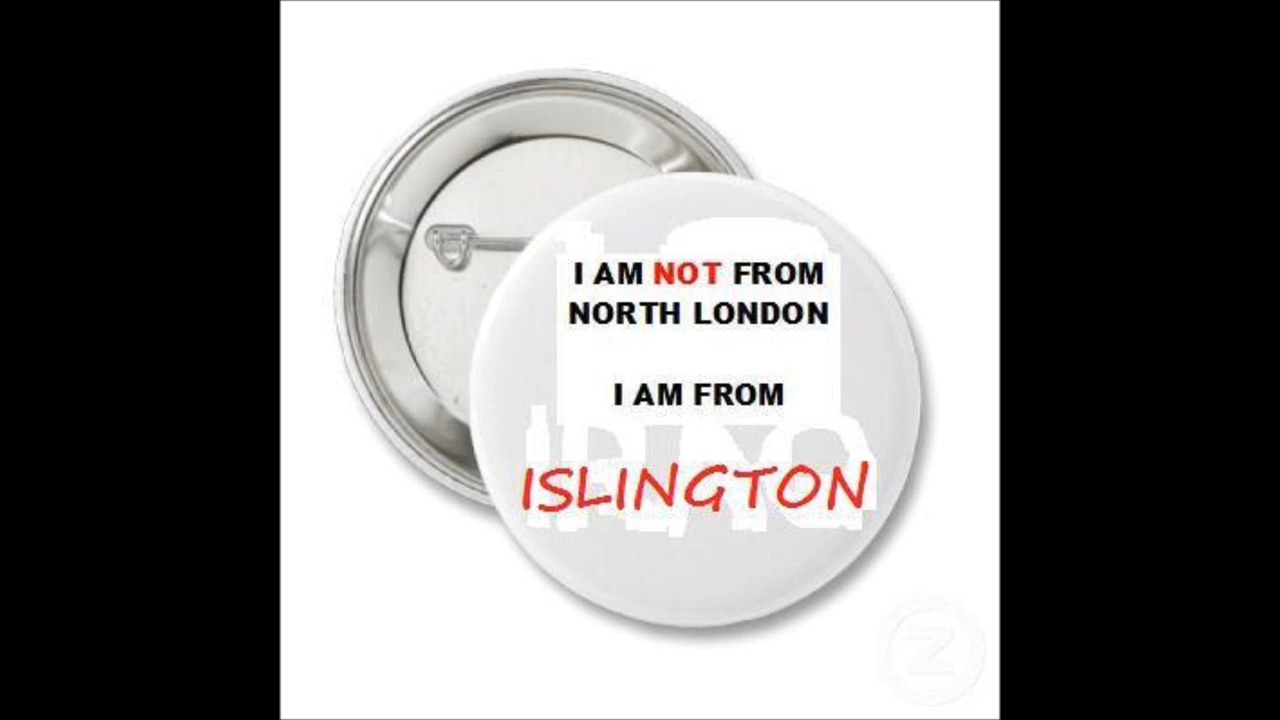 I AM NOT FROM
NORTH LONDON
I AM FROM
ISLINGTON
Z